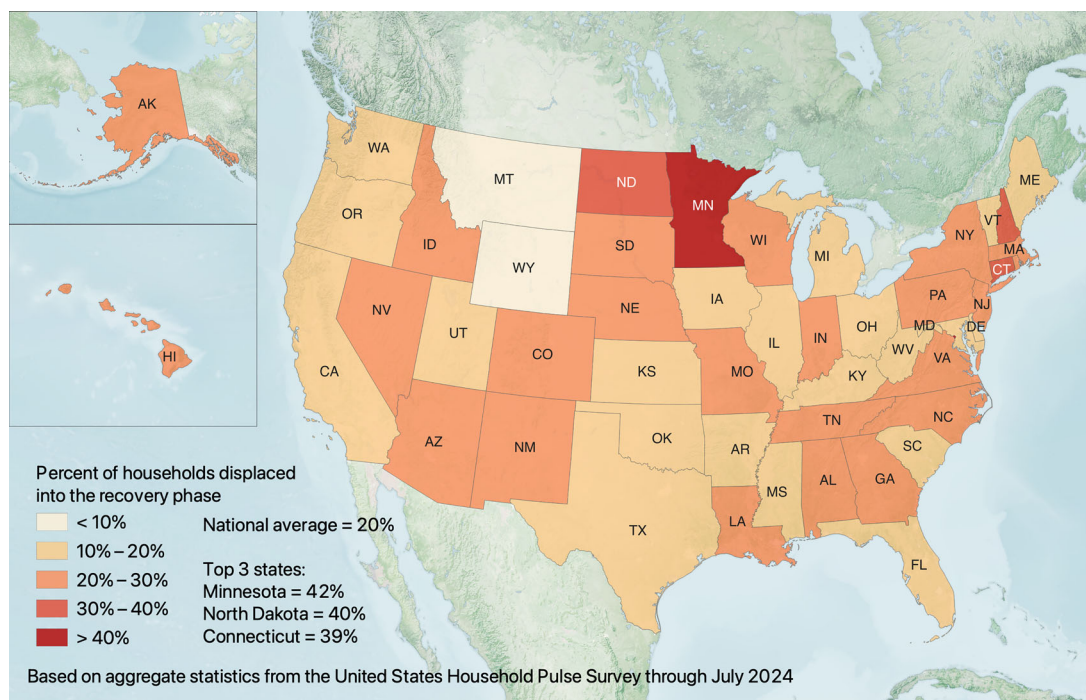 AK
HI
WA
OR
CA
ID
NV
MT
WY
UT
AZ
CO
NM
ND
SD
NE
KS
OK
TX
MN
IA
MO
AR
LA
WI
IL
MI
IN
OH
KY
TN
MS
AL
GA
FL
SC
NC
VA
WV
MD
DE
PA
NJ
NY
CT
MA
VT
ME
Percent of households displaced
into the recovery phase
< 10%
10% – 20%
20% – 30%
30% – 40%
> 40%
National average = 20%
Top 3 states:
Minnesota = 42%
North Dakota = 40%
Connecticut = 39%
Based on aggregate statistics from the United States Household Pulse Survey through July 2024